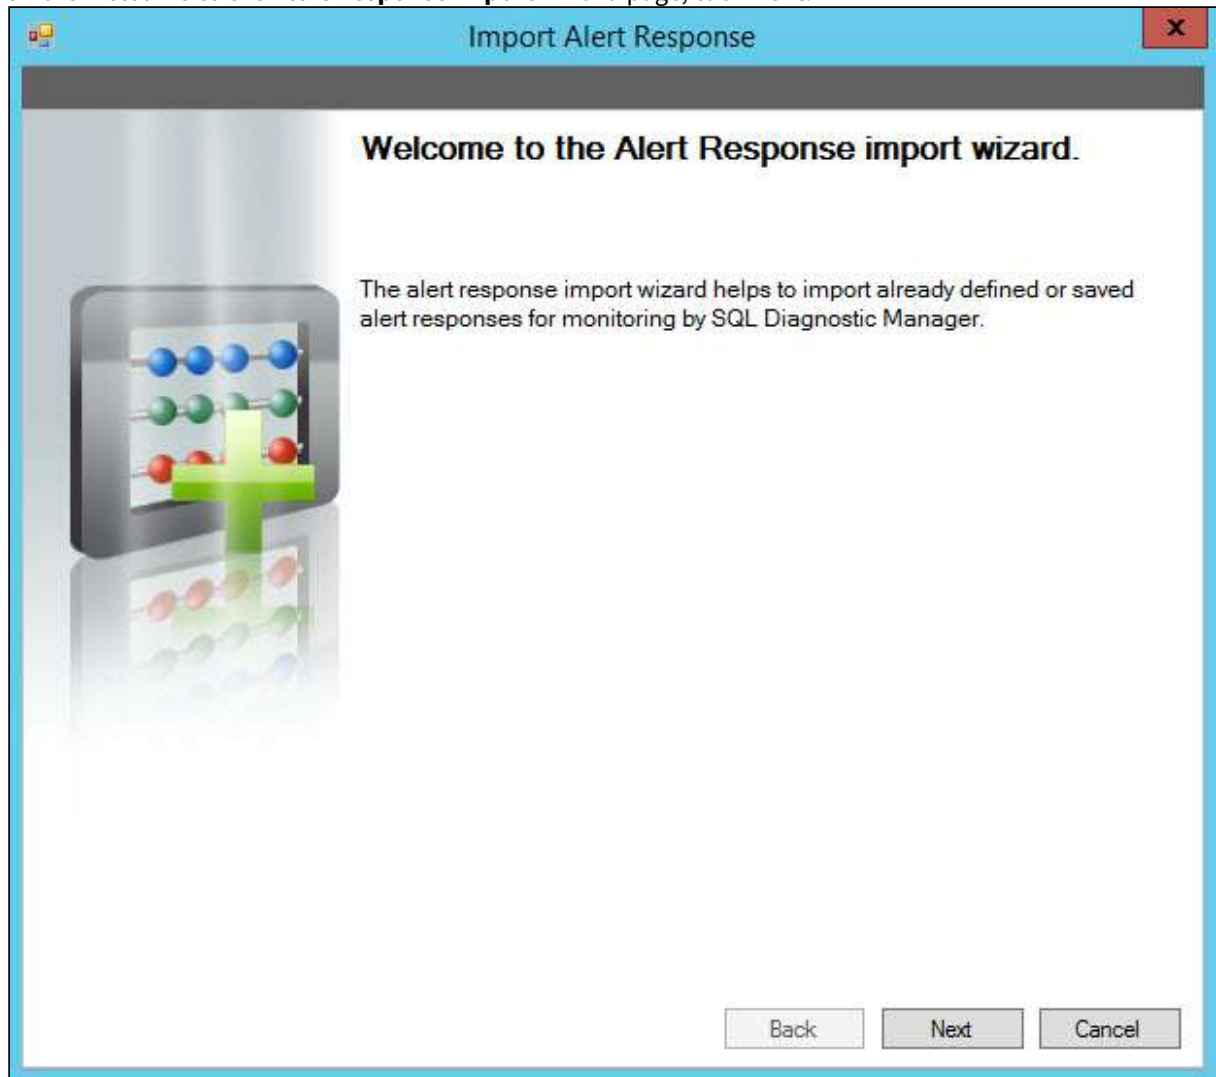 Import Alert Response
x
Welcome to the Alert Response import wizard.
The alert response import wizard helps to import already defined or saved
alert responses for monitoring by SQL Diagnostic Manager.
Back Next Cancel